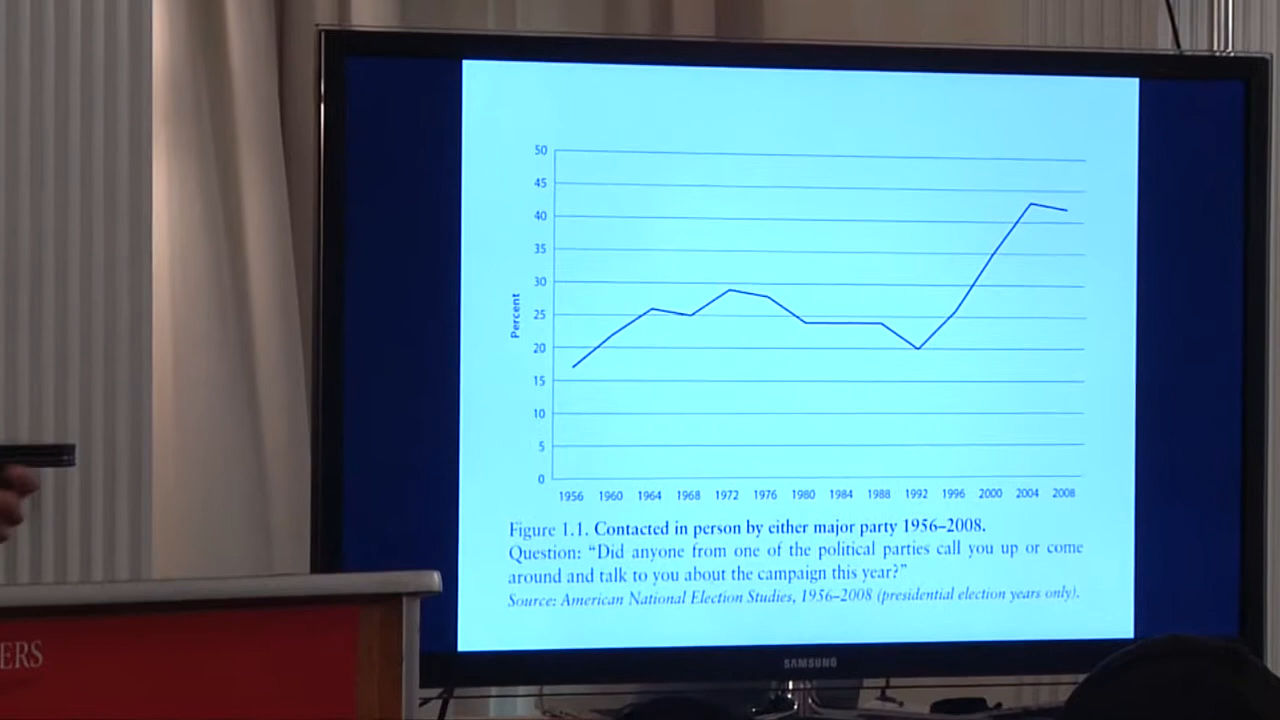 50
45
40
35
30
25
20
15
10
5
0
Percent
1956 1960 1964 1968 1972 1976 1980 1984 1988 1992 1996 2000 2004 2008
Figure 1.1. Contacted in person by either major party 1956–2008.
Question: “Did anyone from one of the political parties call you up or come
around and talk to you about the campaign this year?”
Source: American National Election Studies, 1956–2008 (presidential election years only).
SAMSUNG
ERS